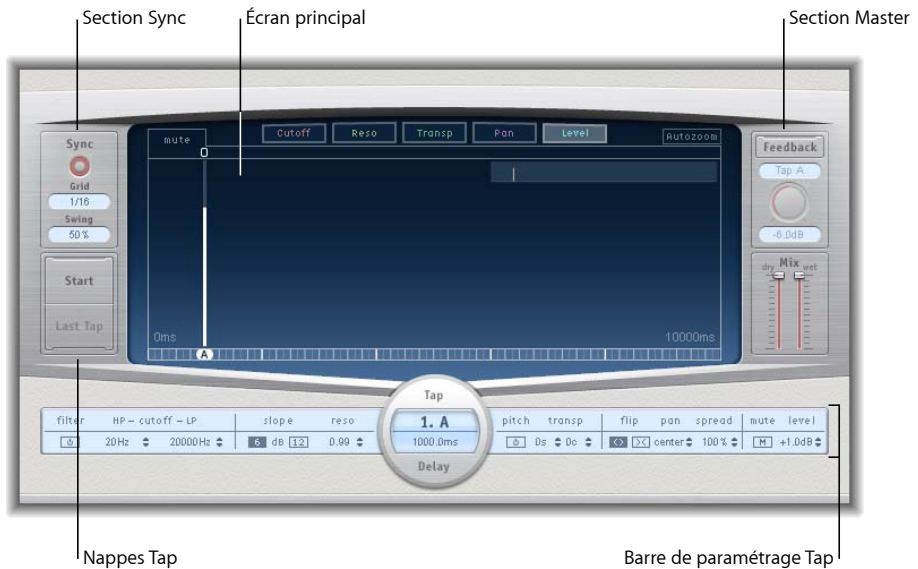 Section Sync
Écran principal
Section Master
Sync
Grid
1/16
Swing
50%
Start
Last Tap
mute
Cutoff Reso Transp Pan Level
Autozoom
0ms
10000ms
A
Feedback
Tap A
-6.0dB
Mix
dry wet
Tap
1. A
1000.0ms
Delay
filter HP – cutoff – LP slope reso
20Hz 20000Hz 6 dB 12 0.99
pitch transp flip pan spread mute level
0s 0c center 100% M +1.0dB
Nappes Tap
Barre de paramétrage Tap